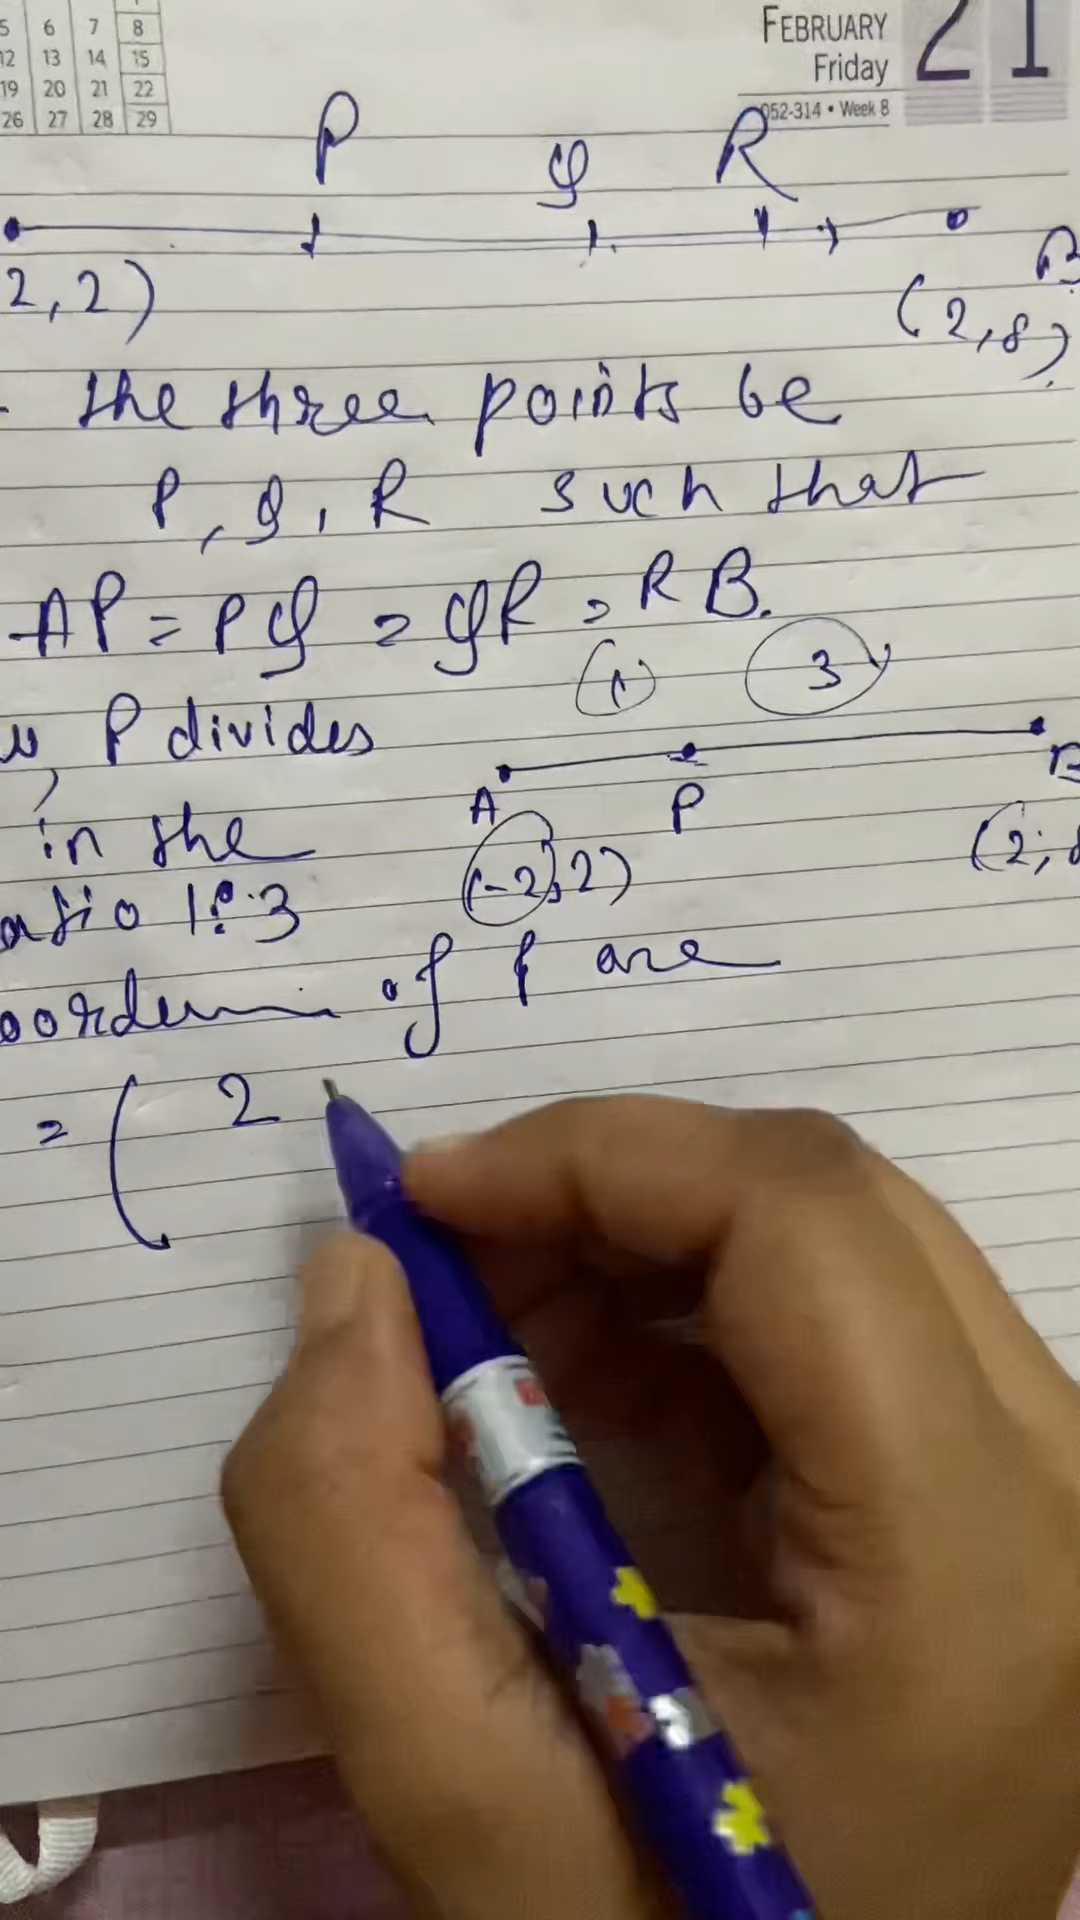 5 6 7 8
12 13 14 15
19 20 21 22
26 27 28 29
FEBRUARY 21
Friday
052-314 • Week 8
P Q R
B
2, 2) (2, 8)
the three points be
P, Q, R such that
AP = PQ = QR = RB.
1 3
P divides
A P B
in the
(-2, 2) (2,
ratio 1:3
of P are
= ( 2